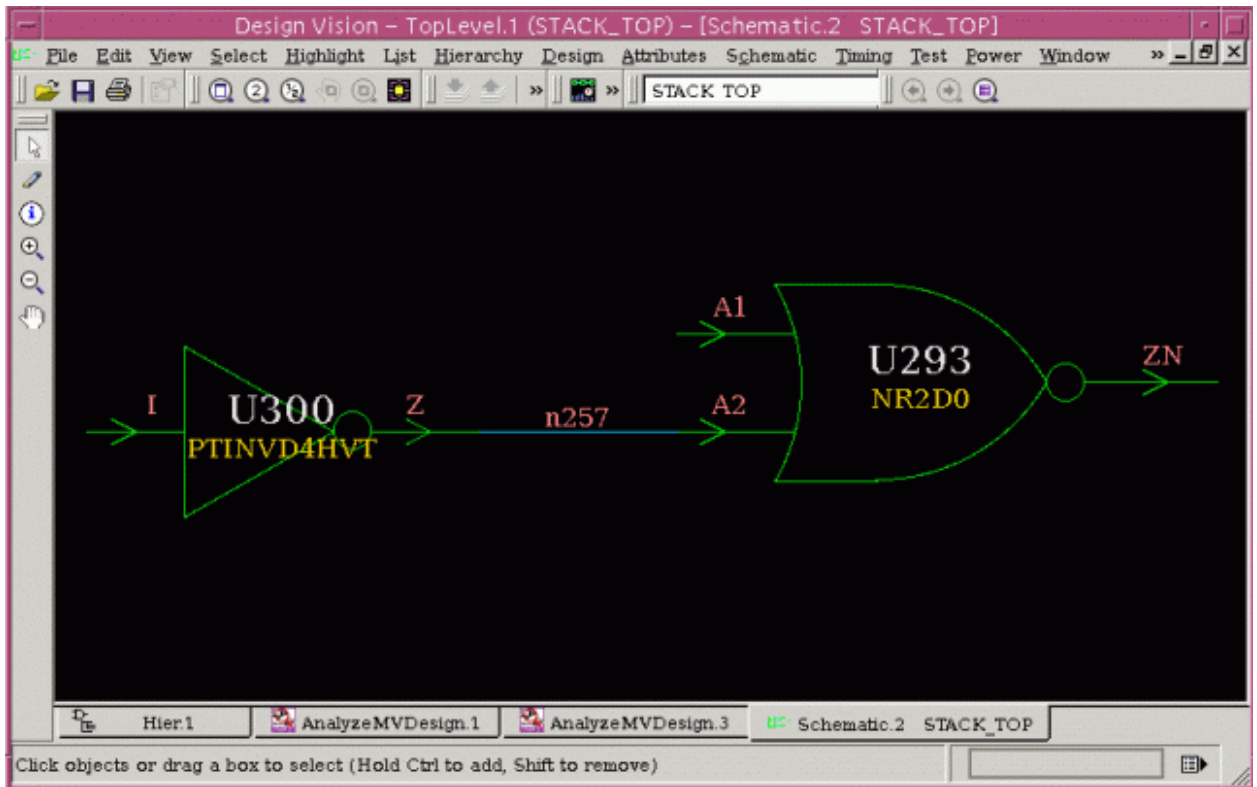 Design Vision – TopLevel.1 (STACK_TOP) – [Schematic.2 STACK_TOP]
File Edit View Select Highlight List Hierarchy Design Attributes Schematic Timing Test Power Window »
» » STACK TOP
A1
U293
ZN
NR2D0
I
U300
Z
n257
A2
PTINVD4HVT
Hier.1 AnalyzeMVDesign.1 AnalyzeMVDesign.3 Schematic.2 STACK_TOP
Click objects or drag a box to select (Hold Ctrl to add, Shift to remove)